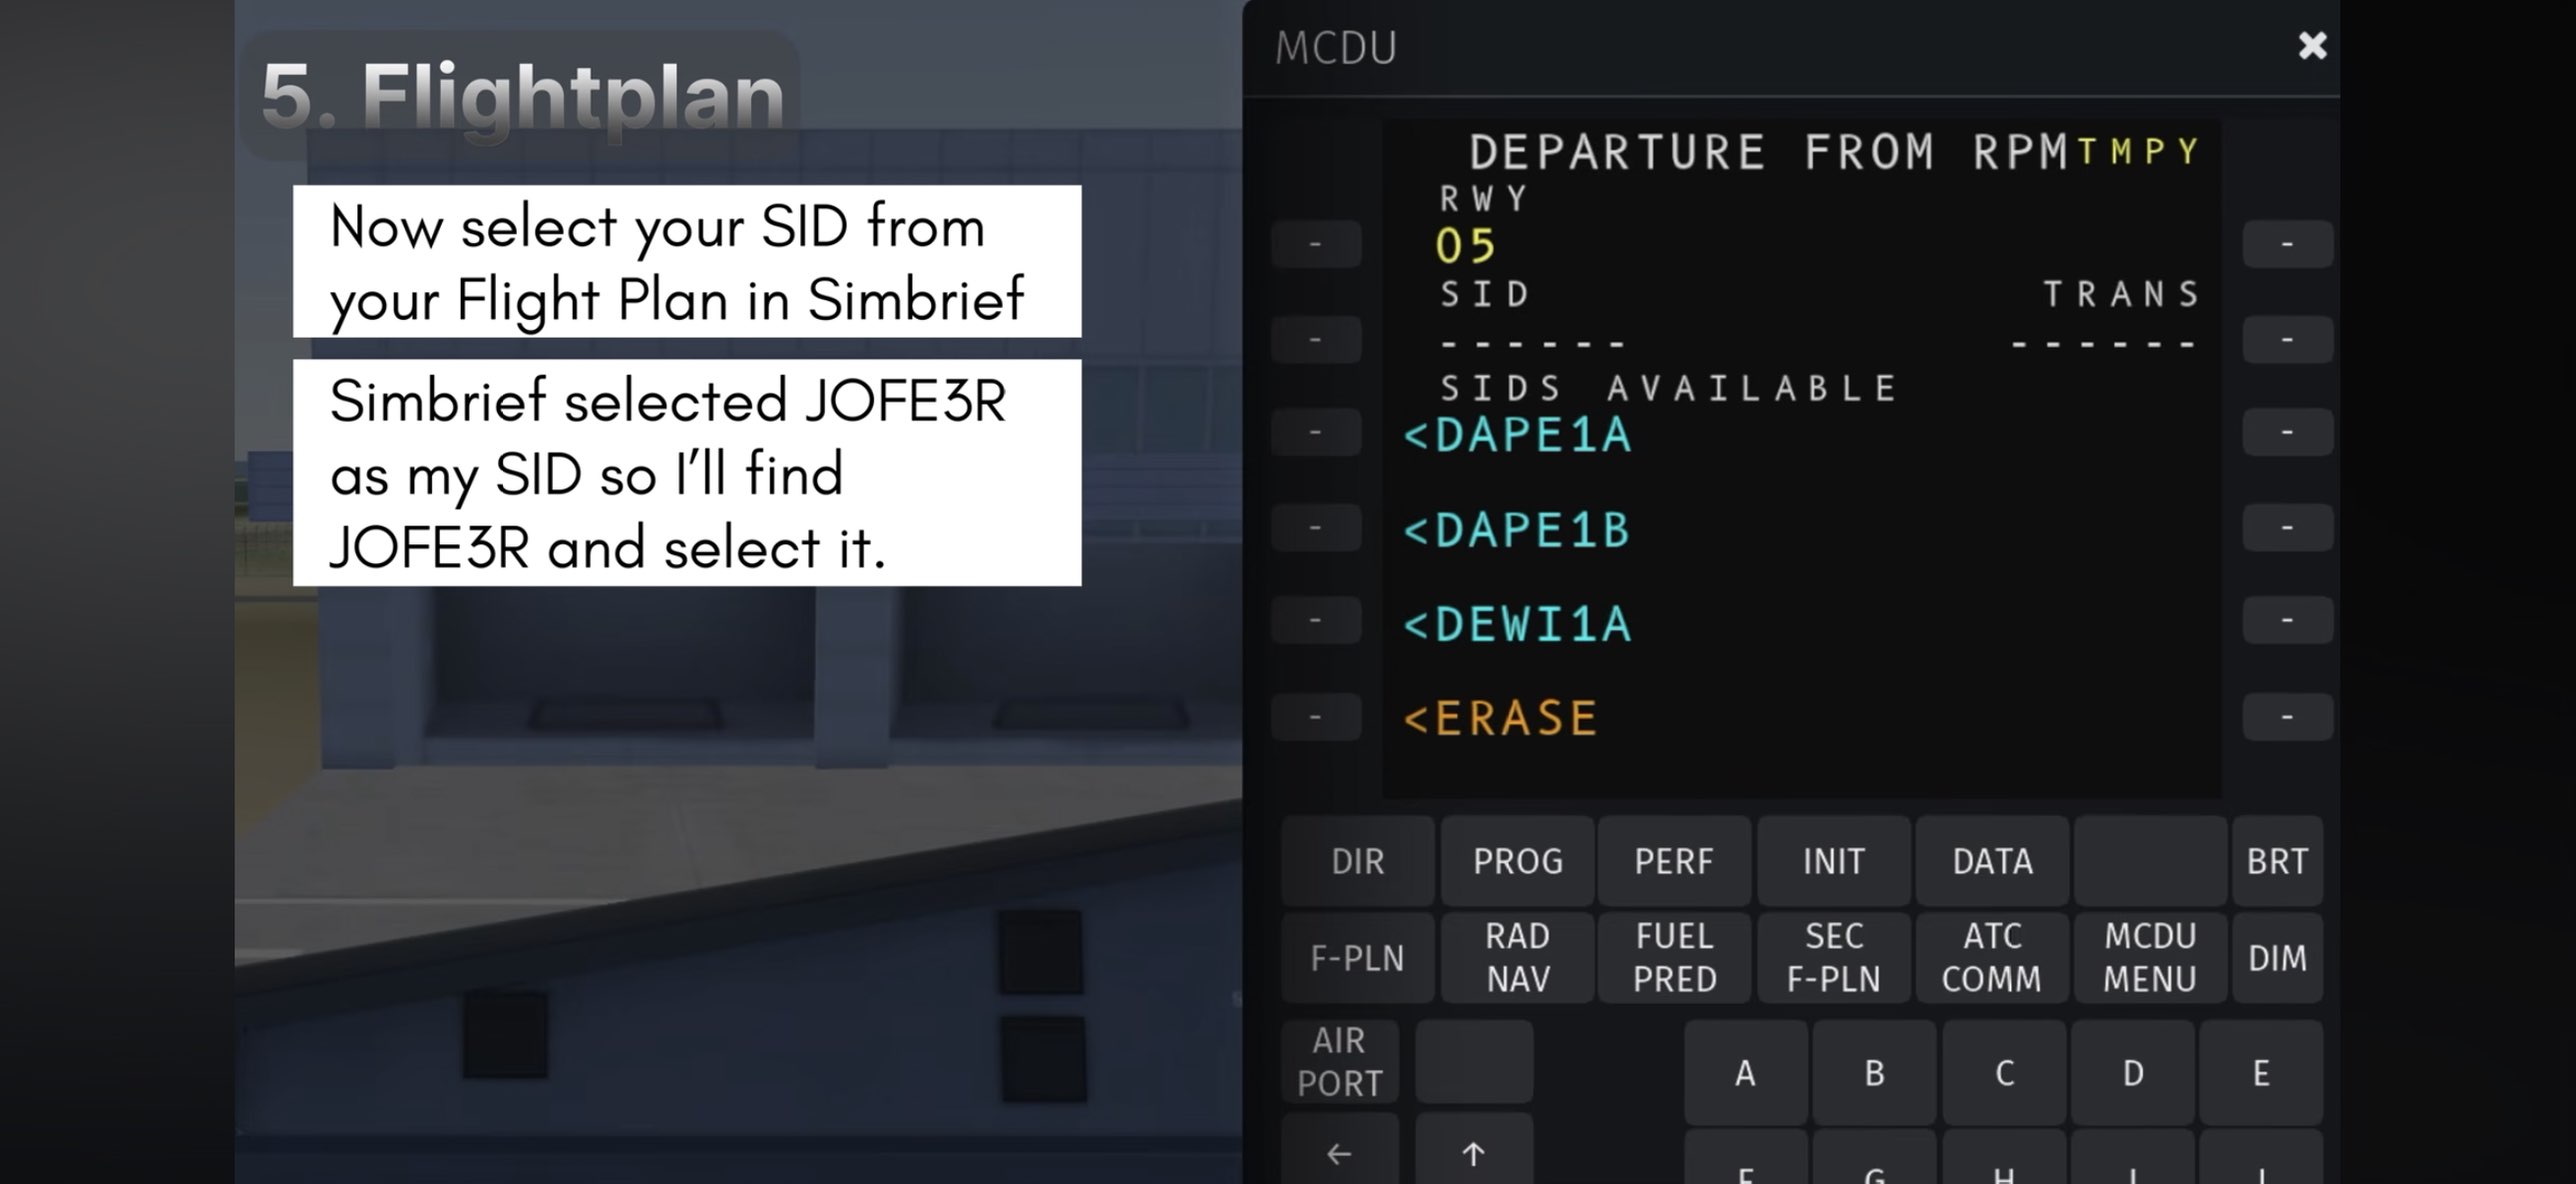 5. Flightplan
Now select your SID from
your Flight Plan in Simbrief
Simbrief selected JOFE3R
as my SID so I'll find
JOFE3R and select it.
MCDU
DEPARTURE FROM RPM TMPY
RWY
05
SID TRANS
------ ------
SIDS AVAILABLE
<DAPE1A
<DAPE1B
<DEWI1A
<ERASE
DIR PROG PERF INIT DATA BRT
F-PLN RAD NAV FUEL PRED SEC F-PLN ATC COMM MCDU MENU DIM
AIR PORT
A B C D E
← ↑
G H